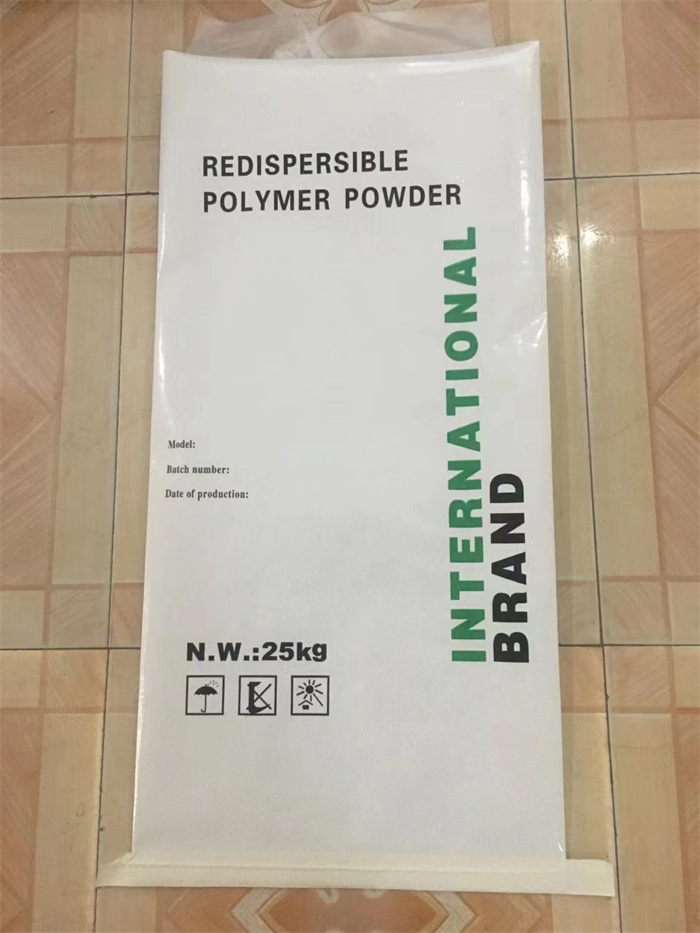 REDISPERSIBLE
POLYMER POWDER
INTERNATIONAL
BRAND
Model:
Batch number:
Date of production:
N.W.:25kg